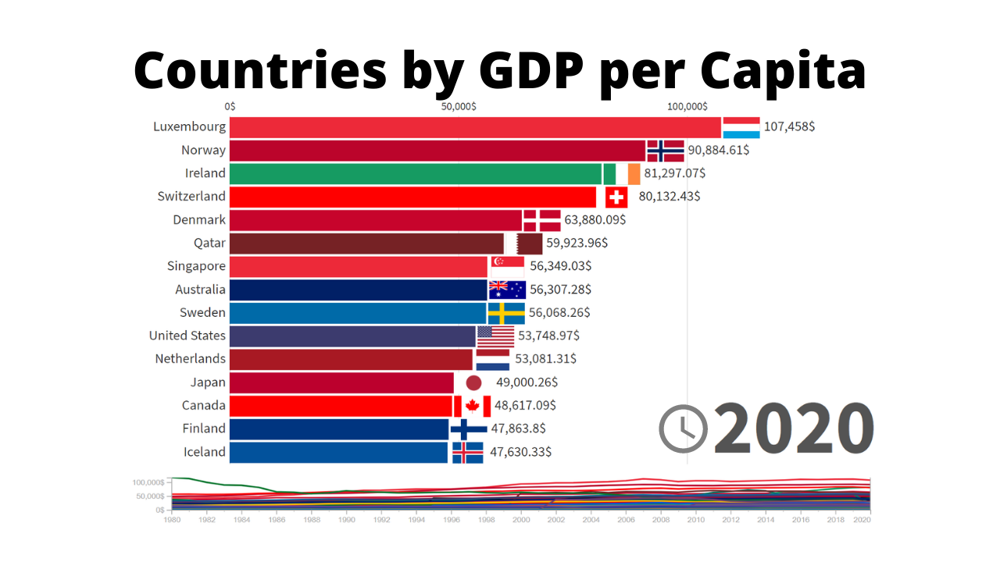 Countries by GDP per Capita
0$ 50,000$ 100,000$
Luxembourg 107,458$
Norway 90,884.61$
Ireland 81,297.07$
Switzerland 80,132.43$
Denmark 63,880.09$
Qatar 59,923.96$
Singapore 56,349.03$
Australia 56,307.28$
Sweden 56,068.26$
United States 53,748.97$
Netherlands 53,081.31$
Japan 49,000.26$
Canada 48,617.09$
Finland 47,863.8$
Iceland 47,630.33$
2020
100,000$
50,000$
0$
1980 1982 1984 1986 1988 1990 1992 1994 1996 1998 2000 2002 2004 2006 2008 2010 2012 2014 2016 2018 2020